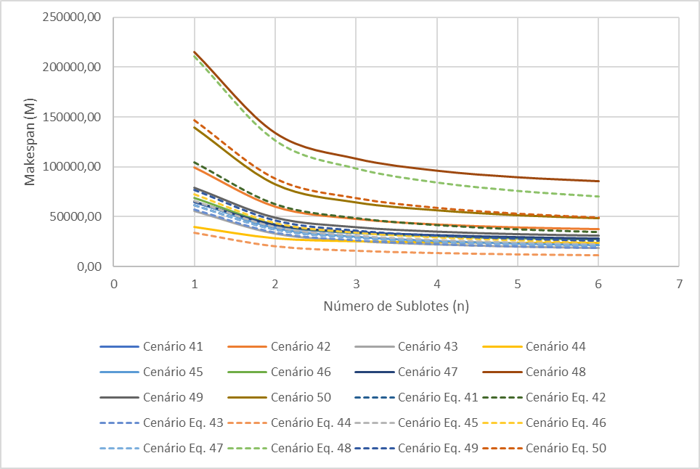 250000,00
200000,00
150000,00
100000,00
50000,00
0,00
Makespan (M)
0 1 2 3 4 5 6 7
Número de Sublotes (n)
Cenário 41 Cenário 42 Cenário 43 Cenário 44
Cenário 45 Cenário 46 Cenário 47 Cenário 48
Cenário 49 Cenário 50 Cenário Eq. 41 Cenário Eq. 42
Cenário Eq. 43 Cenário Eq. 44 Cenário Eq. 45 Cenário Eq. 46
Cenário Eq. 47 Cenário Eq. 48 Cenário Eq. 49 Cenário Eq. 50